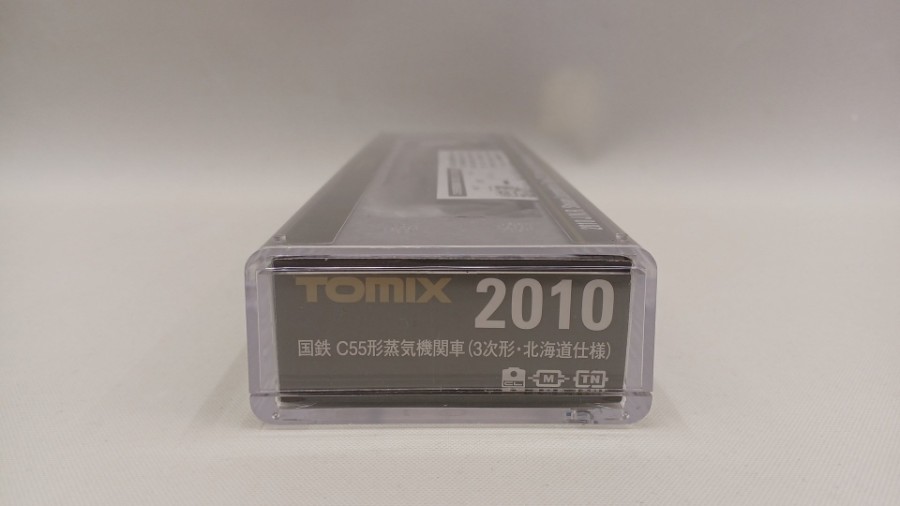 TOMIX 2010
国鉄 C55形蒸気機関車(3次形・北海道仕様)
M TN